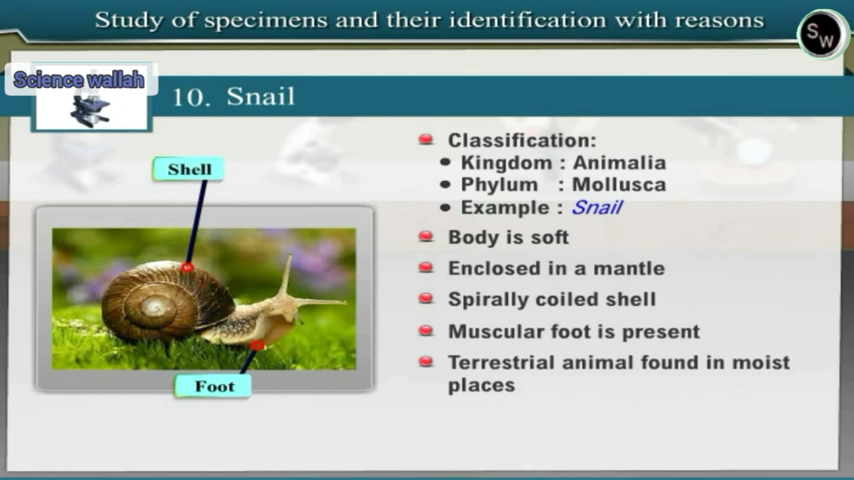 Study of specimens and their identification with reasons
SW
Science wallah
10. Snail
Shell
Foot
Classification:
• Kingdom : Animalia
• Phylum : Mollusca
• Example : Snail
Body is soft
Enclosed in a mantle
Spirally coiled shell
Muscular foot is present
Terrestrial animal found in moist
places